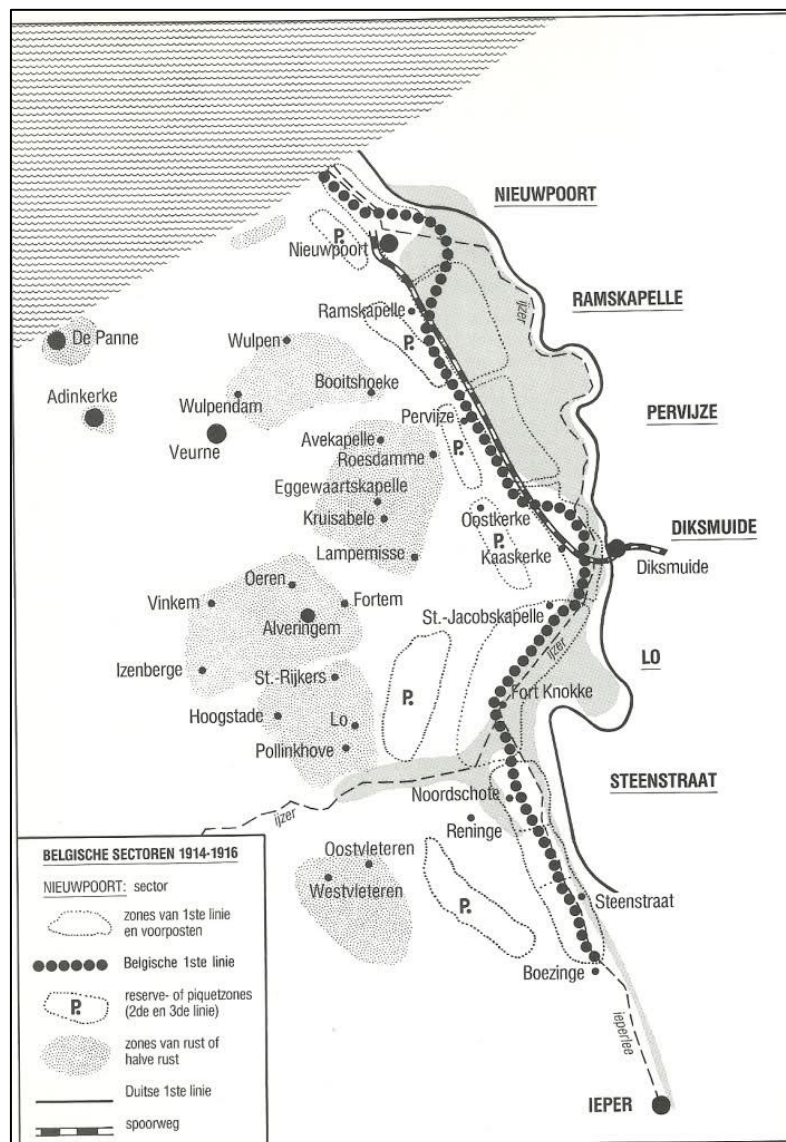 NIEUWPOORT
P.
Nieuwpoort
ijzer
RAMSKAPELLE
Ramskapelle
De Panne
Wulpen
P.
Booitshoeke
Adinkerke
Wulpendam
Pervijze
PERVIJZE
Veurne
Avekapelle
P.
Roesdamme
Eggewaartskapelle
Oostkerke
Kruisabele
DIKSMUIDE
P.
Kaaskerke
Lampernisse
Diksmuide
Oeren
Vinkem
Fortem
St.-Jacobskapelle
Alveringem
ijzer
LO
Izenberge
St.-Rijkers
Fort Knokke
P.
Hoogstade
Lo
Pollinkhove
STEENSTRAAT
Noordschote
ijzer
Reninge
Oostvleteren
Westvleteren
Steenstraat
P.
Boezinge
ieperlee
IEPER
BELGISCHE SECTOREN 1914-1916
NIEUWPOORT: sector
zones van 1ste linie
en voorposten
Belgische 1ste linie
P.
reserve- of piquetzones
(2de en 3de linie)
zones van rust of
halve rust
Duitse 1ste linie
spoorweg